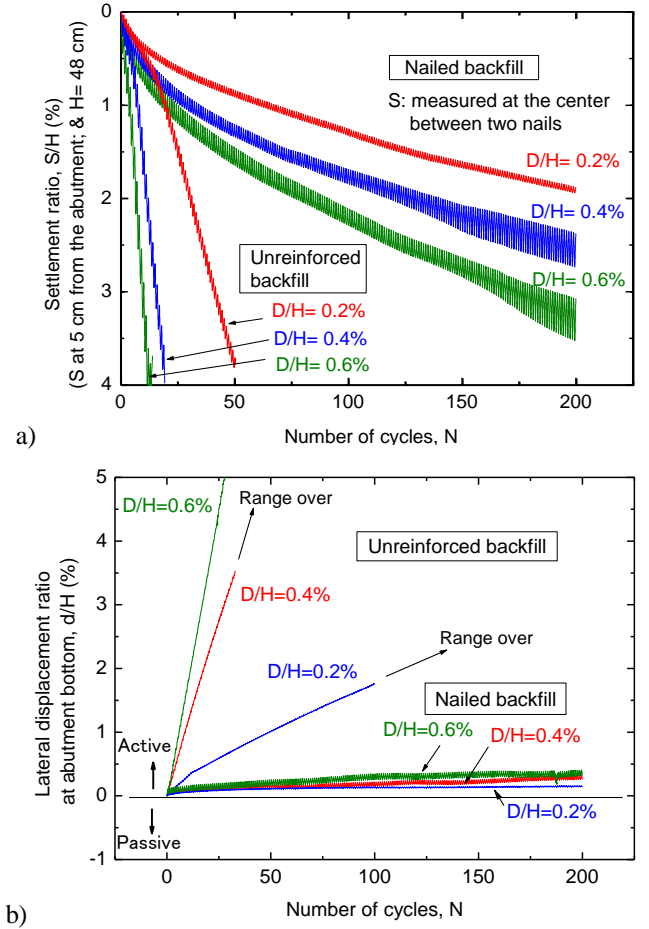 0
1
2
3
4
Settlement ratio, S/H (%)
(S at 5 cm from the abutment; & H= 48 cm)
Nailed backfill
S: measured at the center
between two nails
D/H= 0.2%
D/H= 0.4%
D/H= 0.6%
Unreinforced
backfill
D/H= 0.2%
D/H= 0.4%
D/H= 0.6%
0 50 100 150 200
Number of cycles, N
a)
5
4
3
2
1
0
-1
Lateral displacement ratio
at abutment bottom, d/H (%)
D/H=0.6%
Range over
Unreinforced backfill
D/H=0.4%
D/H=0.2%
Range over
Nailed backfill
D/H=0.6%
D/H=0.4%
D/H=0.2%
Active
Passive
0 50 100 150 200
Number of cycles, N
b)